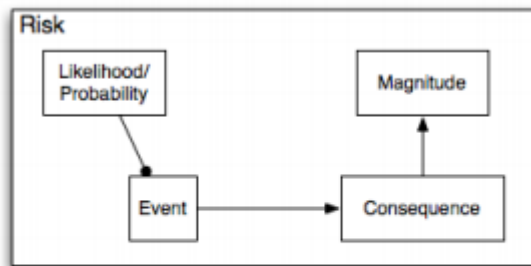 Risk
Likelihood/
Probability
Magnitude
Event
Consequence